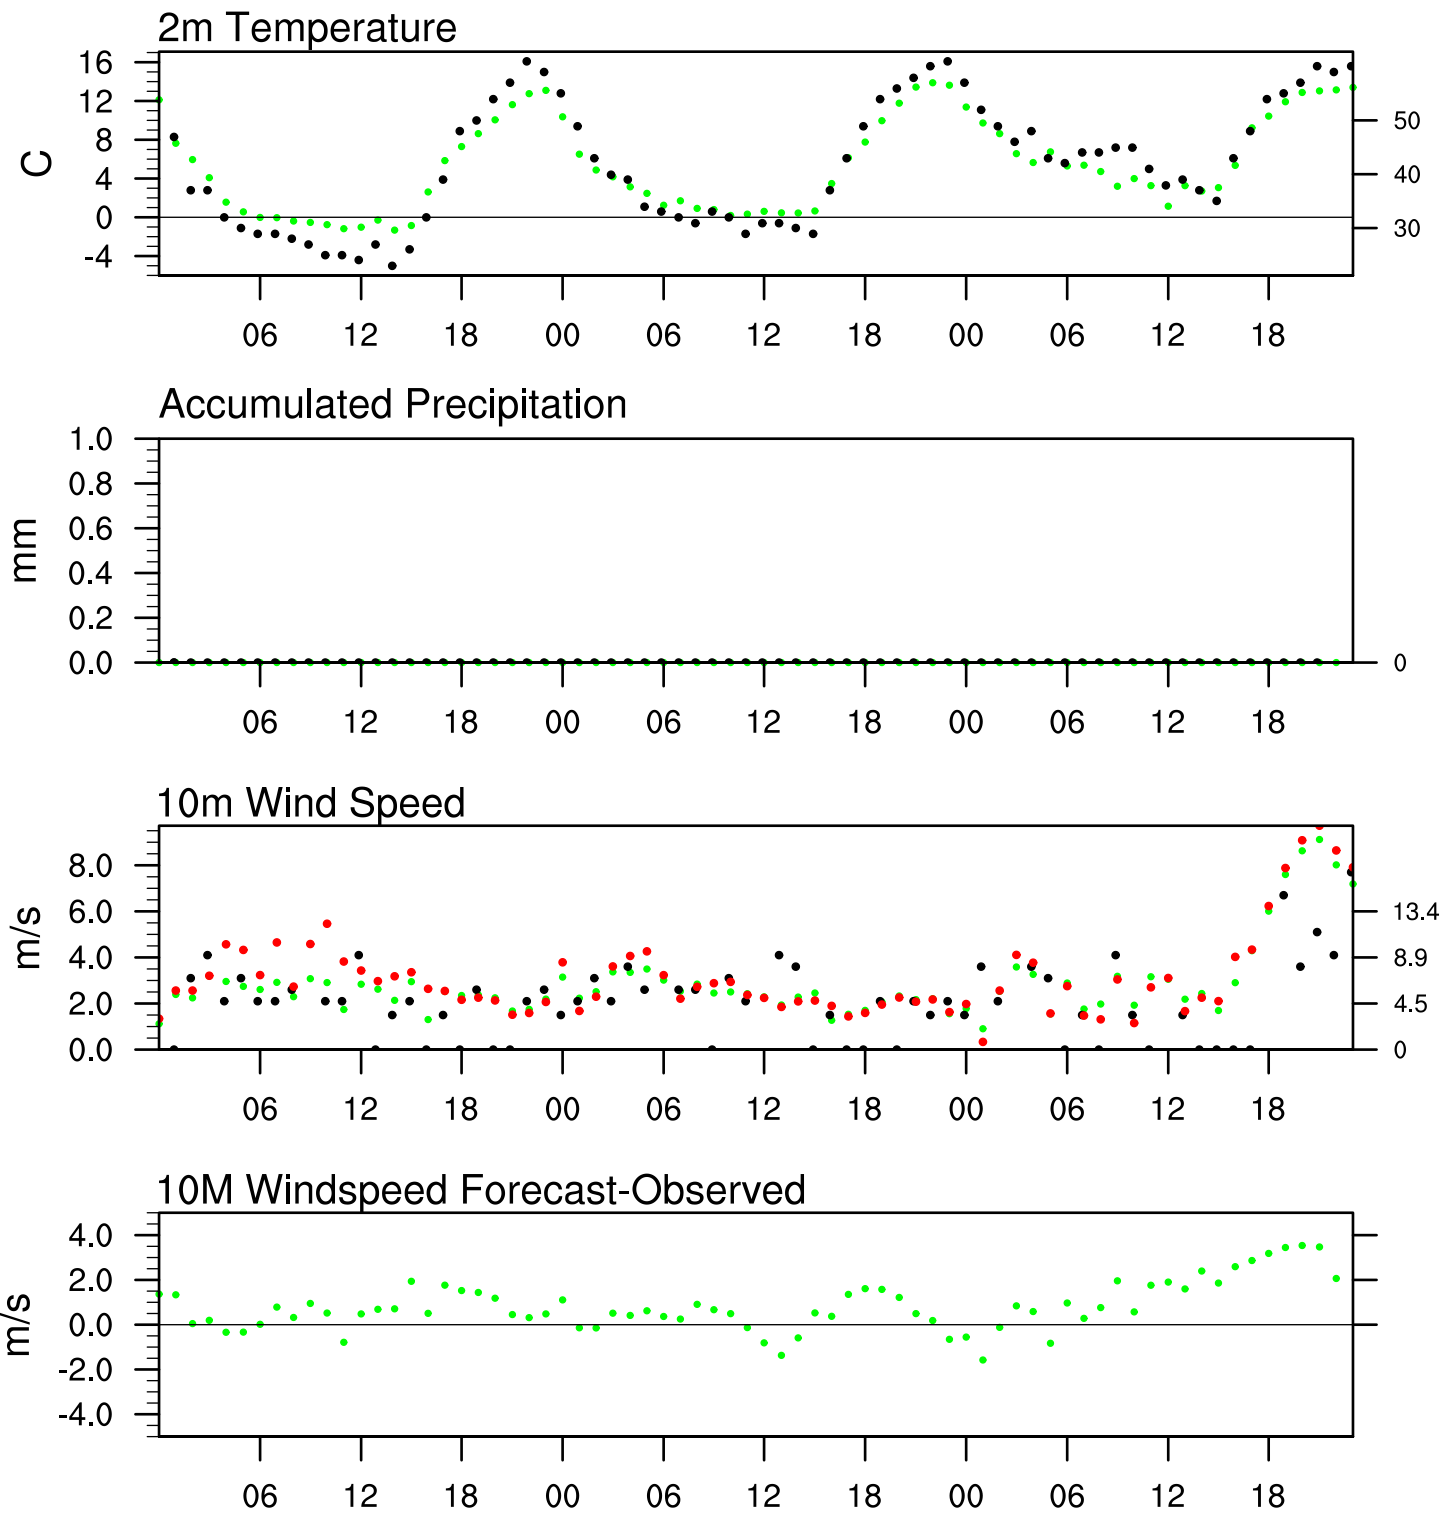 2m Temperature
16
12
8
4
0
-4
C
50
40
30
06 12 18 00 06 12 18 00 06 12 18
Accumulated Precipitation
1.0
0.8
0.6
0.4
0.2
0.0
mm
0
06 12 18 00 06 12 18 00 06 12 18
10m Wind Speed
8.0
6.0
4.0
2.0
0.0
m/s
13.4
8.9
4.5
0
06 12 18 00 06 12 18 00 06 12 18
10M Windspeed Forecast-Observed
4.0
2.0
0.0
-2.0
-4.0
m/s
06 12 18 00 06 12 18 00 06 12 18